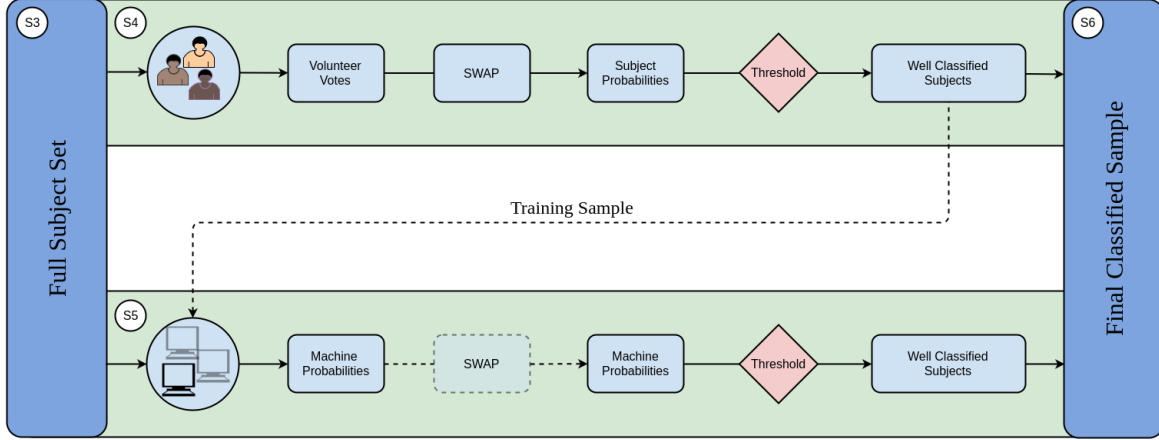 S3
Full Subject Set
S4
Volunteer
Votes
SWAP
Subject
Probabilities
Threshold
Well Classified
Subjects
Training Sample
S5
Machine
Probabilities
SWAP
Machine
Probabilities
Threshold
Well Classified
Subjects
S6
Final Classified Sample